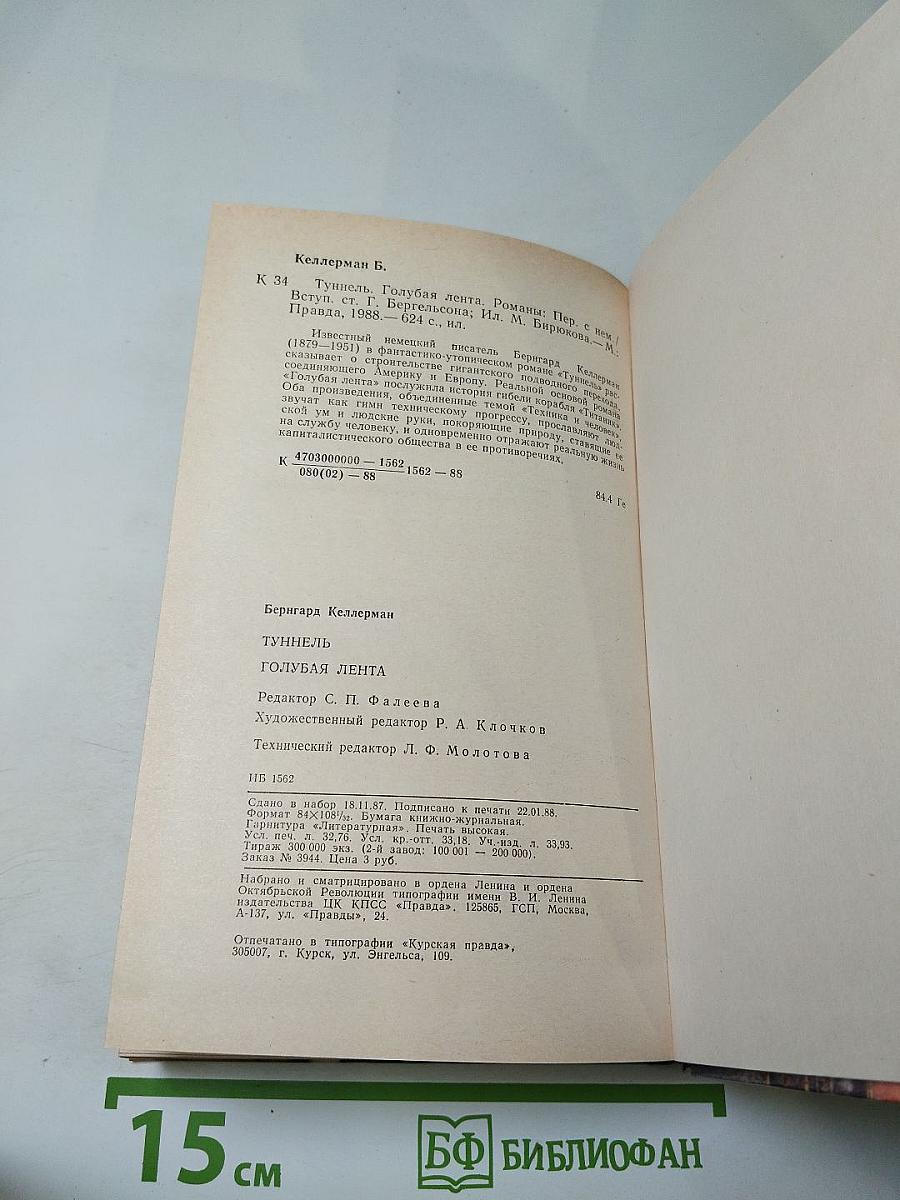 Келлерман Б.
К 34 Туннель. Голубая лента. Романы: Пер. с нем./
Вступ. ст. Г. Бергельсона; Ил. М. Бирюкова.— М.:
Правда, 1988.— 624 с., ил.
Известный немецкий писатель Бернгард Келлерман
(1879—1951) в фантастико-утопическом романе «Туннель» рас-
сказывает о строительстве гигантского подводного перехода,
соединяющего Америку и Европу. Реальной основой романа
«Голубая лента» послужила история гибели корабля «Титаник».
Оба произведения, объединенные темой «Техника и человек»,
звучат как гимн техническому прогрессу, прославляют люд-
ской ум и людские руки, покоряющие природу, ставящие ее
на службу человеку, и одновременно отражают реальную жизнь
капиталистического общества в ее противоречиях.
К 4703000000 — 1562 1562 — 88
080(02) — 88
84.4 Ге
Бернгард Келлерман
ТУННЕЛЬ
ГОЛУБАЯ ЛЕНТА
Редактор С. П. Фалеева
Художественный редактор Р. А. Клочков
Технический редактор Л. Ф. Молотова
ИБ 1562
Сдано в набор 18.11.87. Подписано к печати 22.01.88.
Формат 84×108¹/₃₂. Бумага книжно-журнальная.
Гарнитура «Литературная». Печать высокая.
Усл. печ. л. 32,76. Усл. кр.-отт. 33,18. Уч.-изд. л. 33,93.
Тираж 300 000 экз. (2-й завод: 100 001 — 200 000).
Заказ № 3944. Цена 3 руб.
Набрано и сматрицировано в ордена Ленина и ордена
Октябрьской Революции типографии имени В. И. Ленина
издательства ЦК КПСС «Правда». 125865, ГСП, Москва,
А-137, ул. «Правды», 24.
Отпечатано в типографии «Курская правда»,
305007, г. Курск, ул. Энгельса, 109.
15 см
БФ БИБЛИОФАН